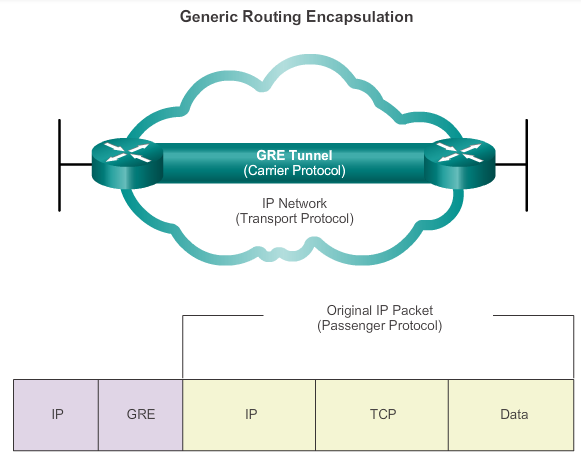 Generic Routing Encapsulation
GRE Tunnel
(Carrier Protocol)
IP Network
(Transport Protocol)
Original IP Packet
(Passenger Protocol)
IP
GRE
IP
TCP
Data